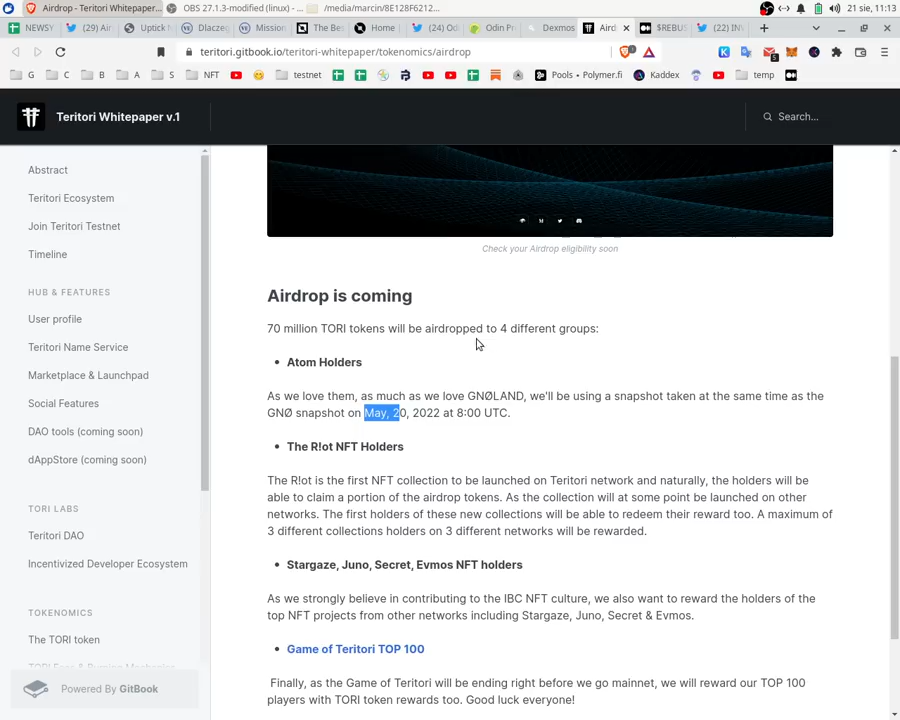 Airdrop - Teritori Whitepaper...
OBS 27.1.3-modified (linux) - ...
/media/marcin/8E128F6212...
21 sie, 11:13
NEWSY
(29) Air
Dlaczeg
Mission
The Bes
Home
(24) Od
Odin Pr
Dexmos
Aird
$REBUS
(22) IN
teritori.gitbook.io/teritori-whitepaper/tokenomics/airdrop
G
C
B
A
S
NFT
testnet
Pools • Polymer.fi
Kaddex
temp
Teritori Whitepaper v.1
Search...
Abstract
Teritori Ecosystem
Join Teritori Testnet
Timeline
HUB & FEATURES
User profile
Teritori Name Service
Marketplace & Launchpad
Social Features
DAO tools (coming soon)
dAppStore (coming soon)
TORI LABS
Teritori DAO
Incentivized Developer Ecosystem
TOKENOMICS
The TORI token
TORI Fees & Burning Mechanics
Powered By GitBook
Check your Airdrop eligibility soon
Airdrop is coming
70 million TORI tokens will be airdropped to 4 different groups:
• Atom Holders
As we love them, as much as we love GNØLAND, we'll be using a snapshot taken at the same time as the
GNØ snapshot on May, 20, 2022 at 8:00 UTC.
• The R!ot NFT Holders
The R!ot is the first NFT collection to be launched on Teritori network and naturally, the holders will be
able to claim a portion of the airdrop tokens. As the collection will at some point be launched on other
networks. The first holders of these new collections will be able to redeem their reward too. A maximum of
3 different collections holders on 3 different networks will be rewarded.
• Stargaze, Juno, Secret, Evmos NFT holders
As we strongly believe in contributing to the IBC NFT culture, we also want to reward the holders of the
top NFT projects from other networks including Stargaze, Juno, Secret & Evmos.
• Game of Teritori TOP 100
Finally, as the Game of Teritori will be ending right before we go mainnet, we will reward our TOP 100
players with TORI token rewards too. Good luck everyone!